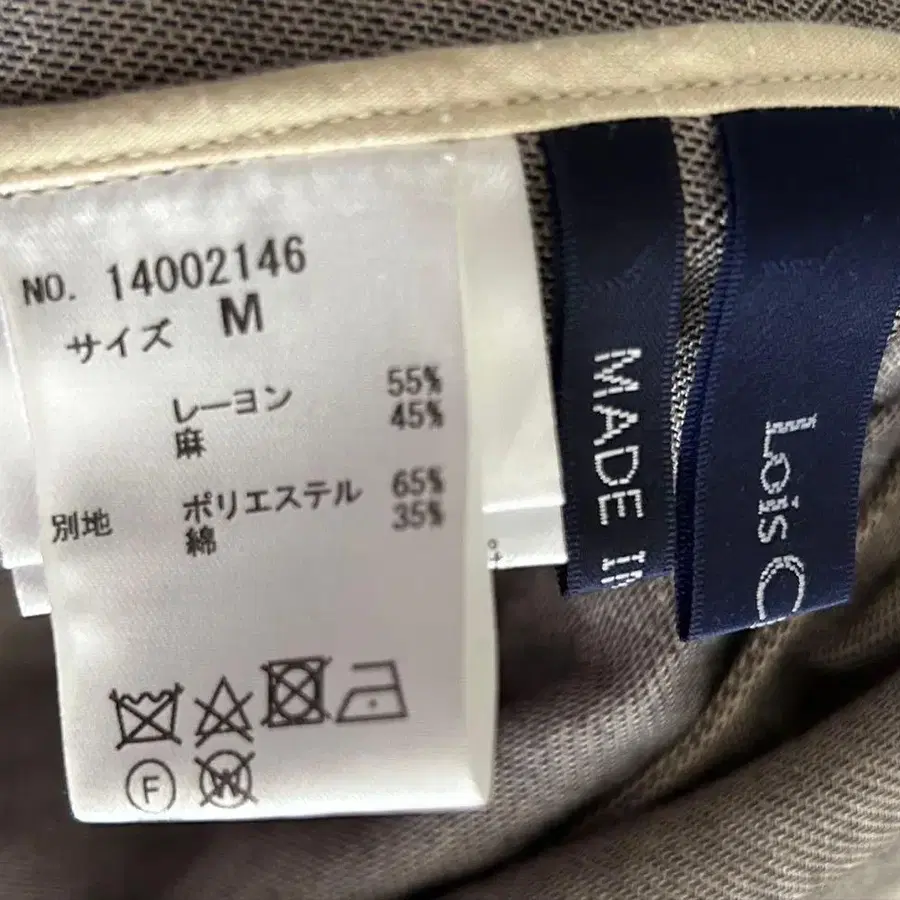 NO. 14002146
サイズ M
レーヨン 55%
麻 45%
別地 ポリエステル 65%
綿 35%
F W
MADE IN
Lois C